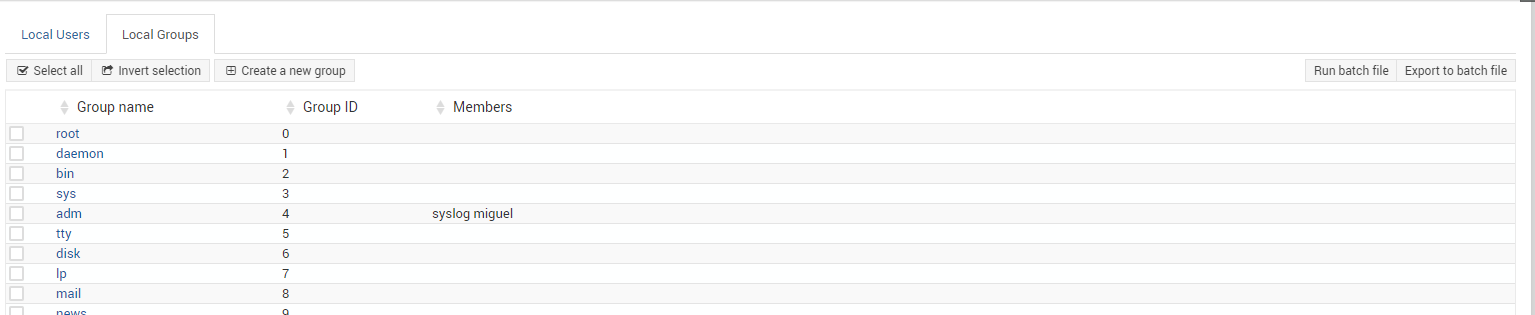 Local Users Local Groups
Select all Invert selection Create a new group Run batch file Export to batch file
Group name Group ID Members
root 0
daemon 1
bin 2
sys 3
adm 4 syslog miguel
tty 5
disk 6
lp 7
mail 8
news 9